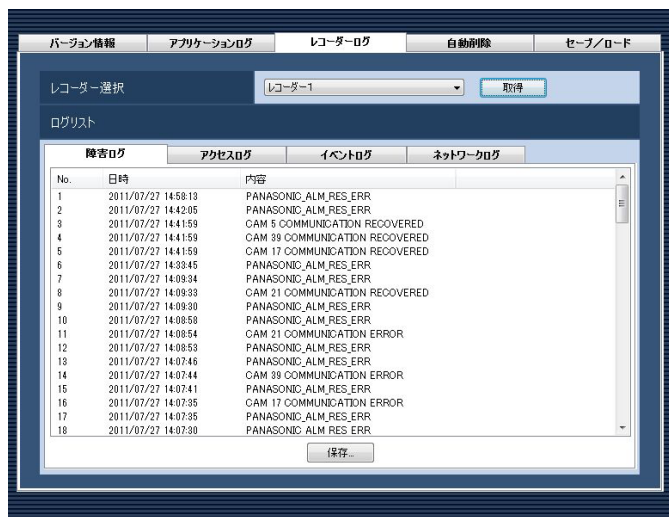 バージョン情報 アプリケーションログ レコーダーログ 自動削除 セーブ／ロード
レコーダー選択 レコーダー1 取得
ログリスト
障害ログ アクセスログ イベントログ ネットワークログ
No. 日時 内容
1 2011/07/27 14:58:13 PANASONIC_ALM_RES_ERR
2 2011/07/27 14:42:05 PANASONIC_ALM_RES_ERR
3 2011/07/27 14:41:59 CAM 5 COMMUNICATION RECOVERED
4 2011/07/27 14:41:59 CAM 39 COMMUNICATION RECOVERED
5 2011/07/27 14:41:59 CAM 17 COMMUNICATION RECOVERED
6 2011/07/27 14:33:45 PANASONIC_ALM_RES_ERR
7 2011/07/27 14:09:34 PANASONIC_ALM_RES_ERR
8 2011/07/27 14:09:33 CAM 21 COMMUNICATION RECOVERED
9 2011/07/27 14:09:30 PANASONIC_ALM_RES_ERR
10 2011/07/27 14:08:58 PANASONIC_ALM_RES_ERR
11 2011/07/27 14:08:54 CAM 21 COMMUNICATION ERROR
12 2011/07/27 14:08:53 PANASONIC_ALM_RES_ERR
13 2011/07/27 14:07:46 PANASONIC_ALM_RES_ERR
14 2011/07/27 14:07:44 CAM 39 COMMUNICATION ERROR
15 2011/07/27 14:07:41 PANASONIC_ALM_RES_ERR
16 2011/07/27 14:07:35 CAM 17 COMMUNICATION ERROR
17 2011/07/27 14:07:35 PANASONIC_ALM_RES_ERR
18 2011/07/27 14:07:30 PANASONIC ALM RES ERR
保存...